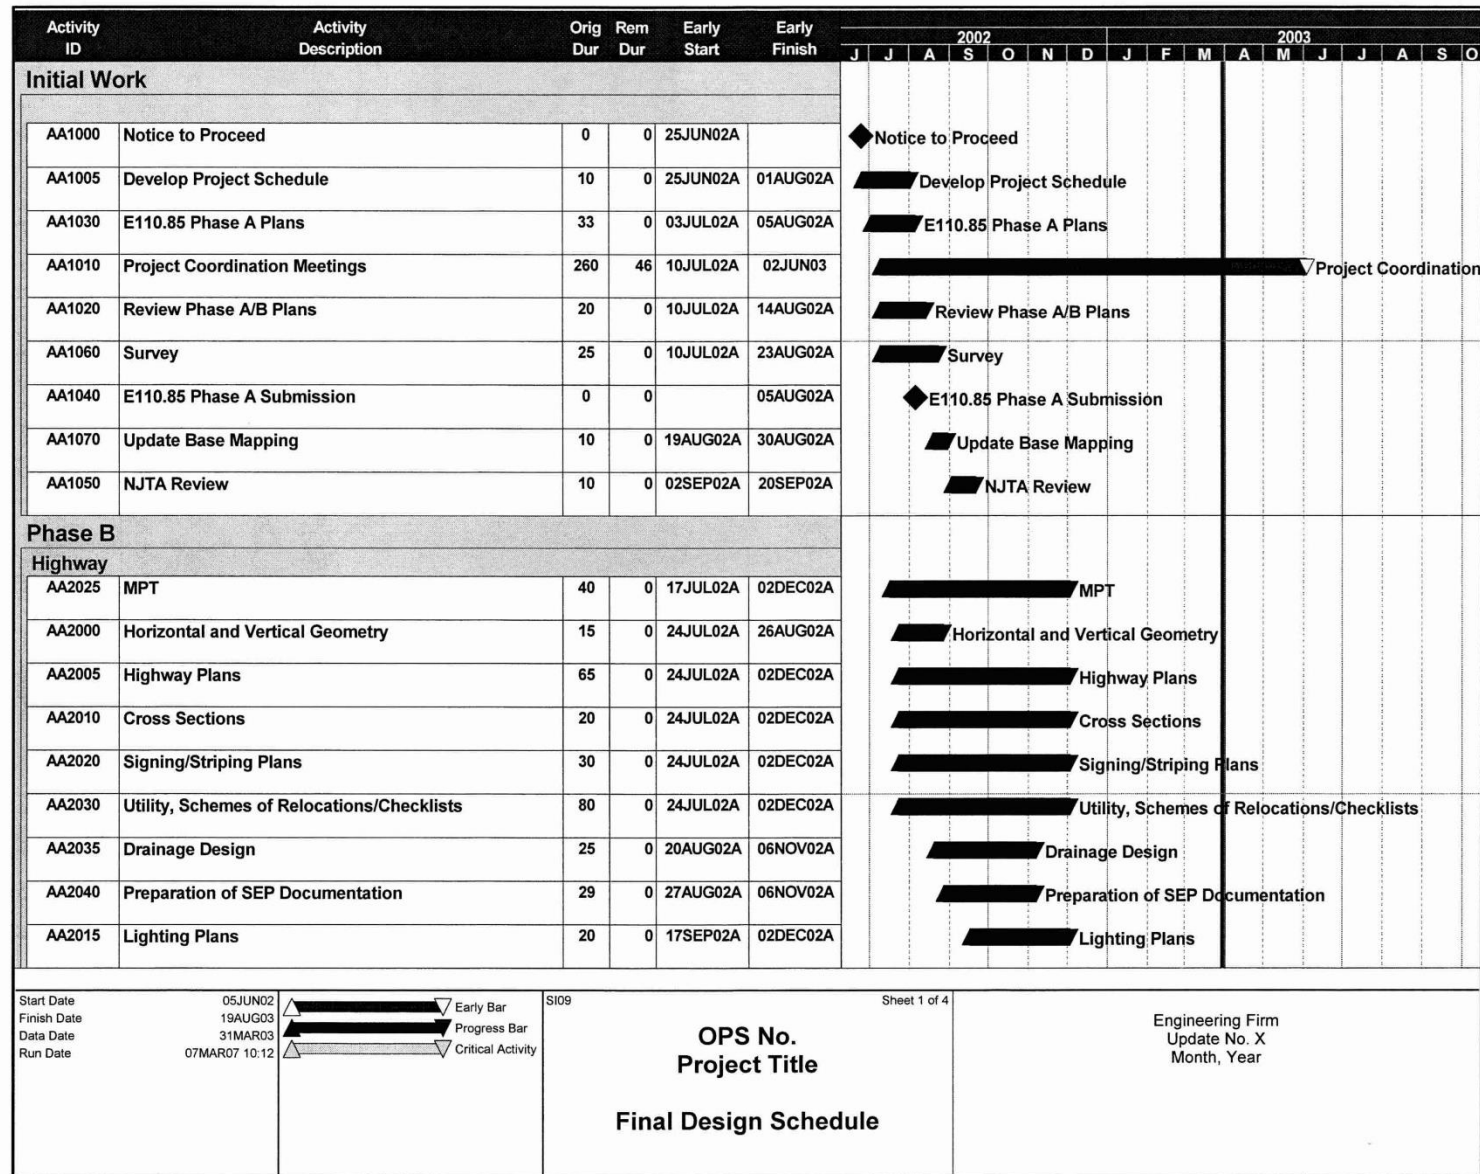 Activity ID Activity Description Orig Dur Rem Dur Early Start Early Finish
2002 2003
J J A S O N D J F M A M J J A S O
Initial Work
AA1000 Notice to Proceed 0 0 25JUN02A Notice to Proceed
AA1005 Develop Project Schedule 10 0 25JUN02A 01AUG02A Develop Project Schedule
AA1030 E110.85 Phase A Plans 33 0 03JUL02A 05AUG02A E110.85 Phase A Plans
AA1010 Project Coordination Meetings 260 46 10JUL02A 02JUN03 Project Coordination
AA1020 Review Phase A/B Plans 20 0 10JUL02A 14AUG02A Review Phase A/B Plans
AA1060 Survey 25 0 10JUL02A 23AUG02A Survey
AA1040 E110.85 Phase A Submission 0 0 05AUG02A E110.85 Phase A Submission
AA1070 Update Base Mapping 10 0 19AUG02A 30AUG02A Update Base Mapping
AA1050 NJTA Review 10 0 02SEP02A 20SEP02A NJTA Review
Phase B
Highway
AA2025 MPT 40 0 17JUL02A 02DEC02A MPT
AA2000 Horizontal and Vertical Geometry 15 0 24JUL02A 26AUG02A Horizontal and Vertical Geometry
AA2005 Highway Plans 65 0 24JUL02A 02DEC02A Highway Plans
AA2010 Cross Sections 20 0 24JUL02A 02DEC02A Cross Sections
AA2020 Signing/Striping Plans 30 0 24JUL02A 02DEC02A Signing/Striping Plans
AA2030 Utility, Schemes of Relocations/Checklists 80 0 24JUL02A 02DEC02A Utility, Schemes of Relocations/Checklists
AA2035 Drainage Design 25 0 20AUG02A 06NOV02A Drainage Design
AA2040 Preparation of SEP Documentation 29 0 27AUG02A 06NOV02A Preparation of SEP Documentation
AA2015 Lighting Plans 20 0 17SEP02A 02DEC02A Lighting Plans
Start Date 05JUN02
Finish Date 19AUG03
Data Date 31MAR03
Run Date 07MAR07 10:12
Early Bar
Progress Bar
Critical Activity
SI09
Sheet 1 of 4
OPS No.
Project Title
Final Design Schedule
Engineering Firm
Update No. X
Month, Year